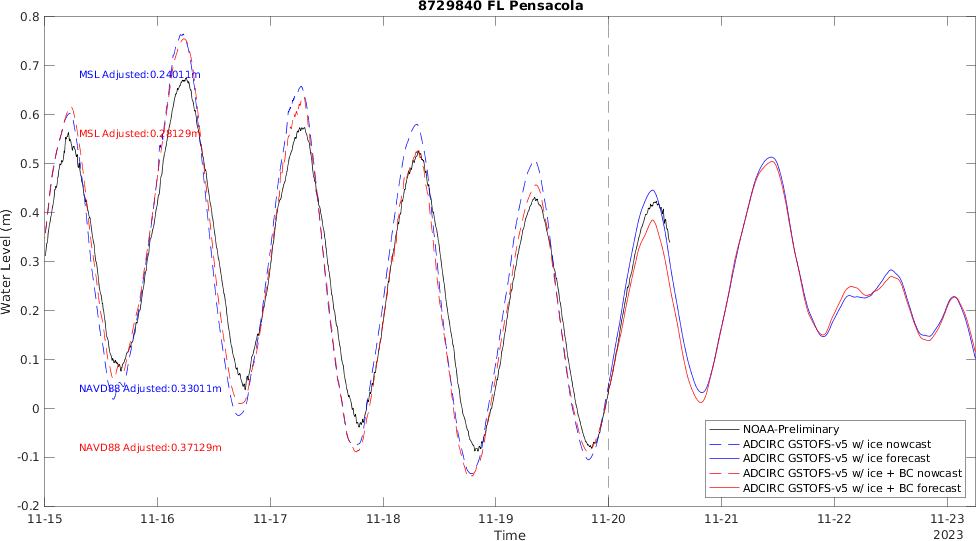 8729840 FL Pensacola
0.8
0.7
MSL Adjusted:0.24011m
0.6
MSL Adjusted:0.28129m
0.5
0.4
Water Level (m)
0.3
0.2
0.1
NAVD88 Adjusted:0.33011m
0
NAVD88 Adjusted:0.37129m
-0.1
-0.2
NOAA-Preliminary
ADCIRC GSTOFS-v5 w/ ice nowcast
ADCIRC GSTOFS-v5 w/ ice forecast
ADCIRC GSTOFS-v5 w/ ice + BC nowcast
ADCIRC GSTOFS-v5 w/ ice + BC forecast
11-15 11-16 11-17 11-18 11-19 11-20 11-21 11-22 11-23
Time 2023